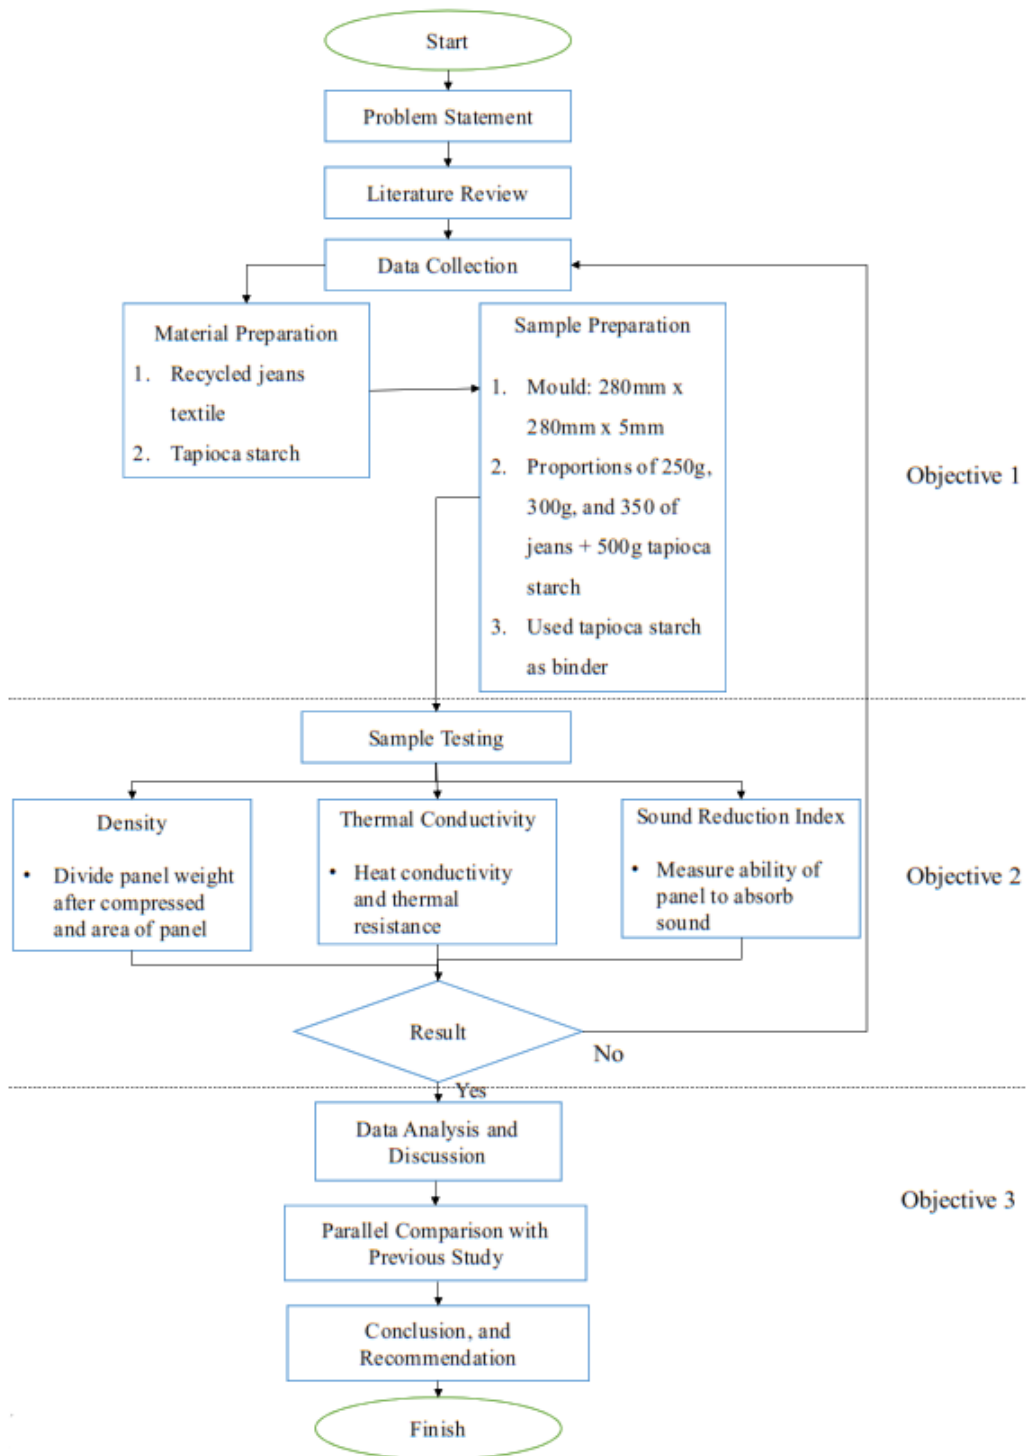 Start
Problem Statement
Literature Review
Data Collection
Material Preparation
1. Recycled jeans
textile
2. Tapioca starch
Sample Preparation
1. Mould: 280mm x
280mm x 5mm
2. Proportions of 250g,
300g, and 350 of
jeans + 500g tapioca
starch
3. Used tapioca starch
as binder
Objective 1
Sample Testing
Density
• Divide panel weight
after compressed
and area of panel
Thermal Conductivity
• Heat conductivity
and thermal
resistance
Sound Reduction Index
• Measure ability of
panel to absorb
sound
Objective 2
Result
No
Yes
Data Analysis and
Discussion
Parallel Comparison with
Previous Study
Objective 3
Conclusion, and
Recommendation
Finish